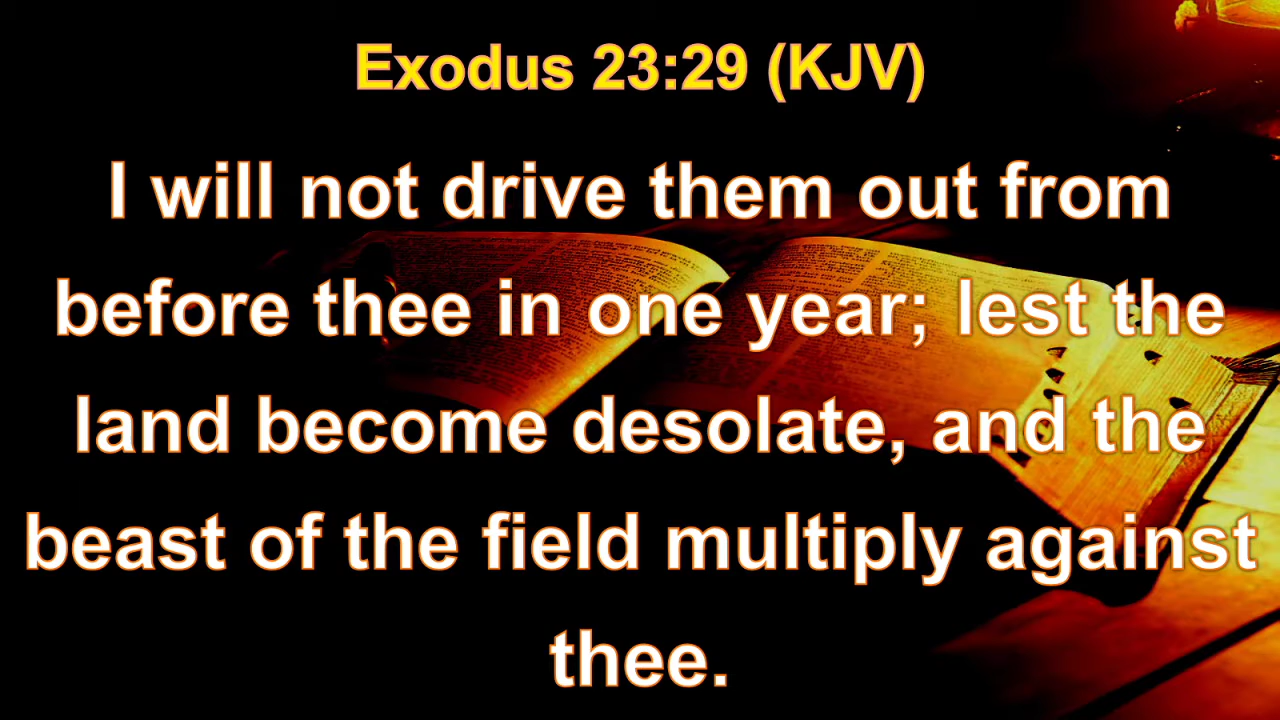 Exodus 23:29 (KJV)
I will not drive them out from
before thee in one year; lest the
land become desolate, and the
beast of the field multiply against
thee.